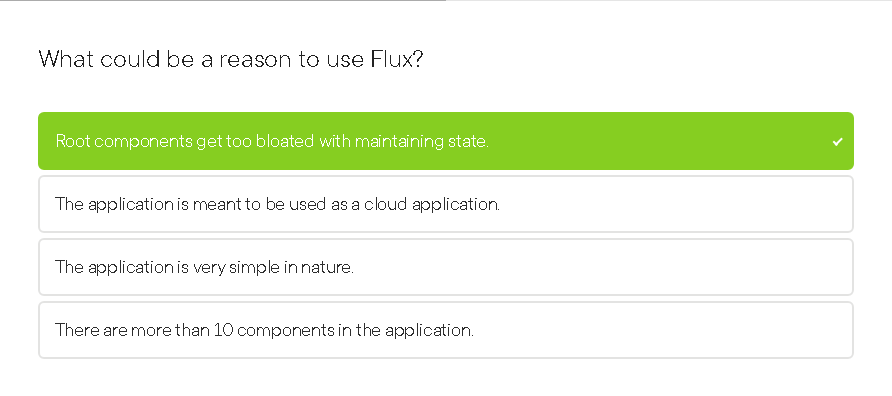 What could be a reason to use Flux?
Root components get too bloated with maintaining state.
The application is meant to be used as a cloud application.
The application is very simple in nature.
There are more than 10 components in the application.